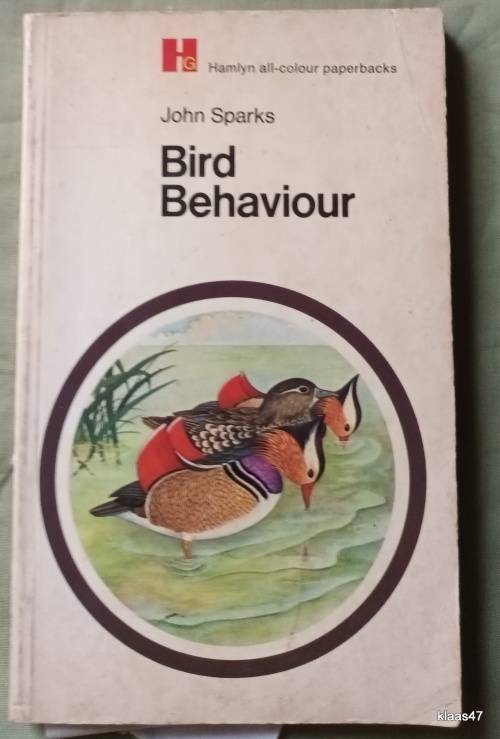 HG Hamlyn all-colour paperbacks
John Sparks
Bird
Behaviour
klaas47